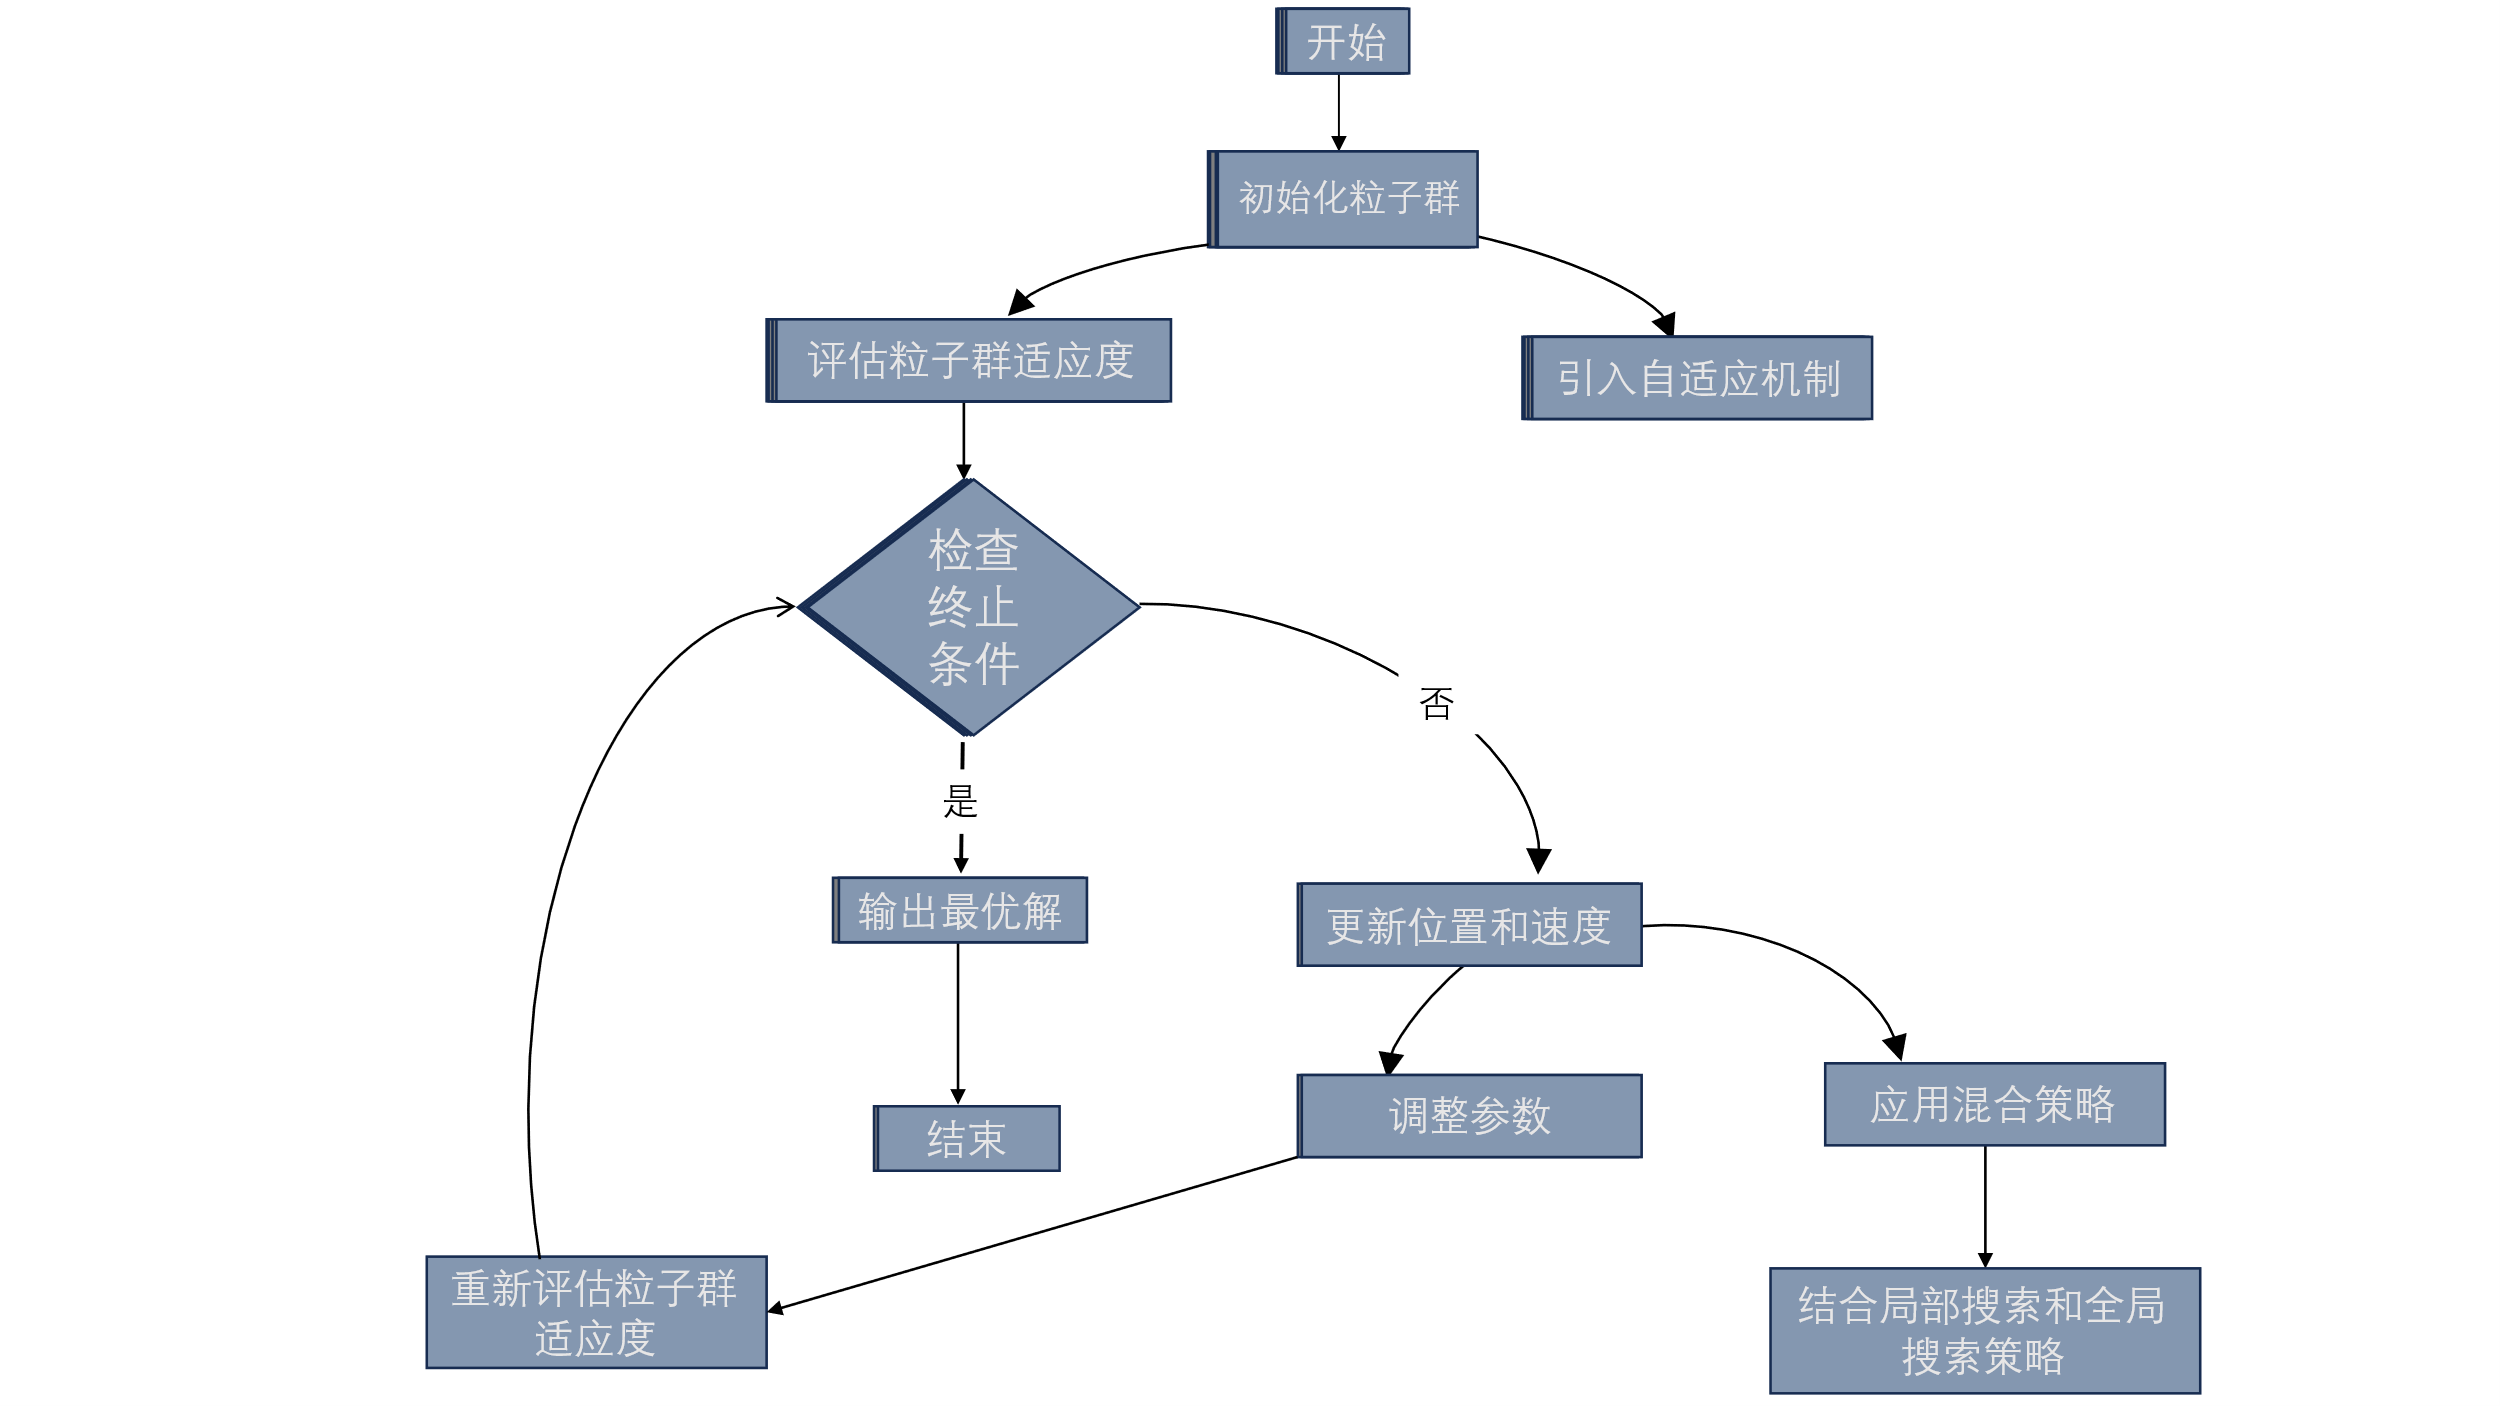 开始
初始化粒子群
评估粒子群适应度
引入自适应机制
检查
终止
条件
否
是
输出最优解
更新位置和速度
结束
调整参数
应用混合策略
重新评估粒子群
适应度
结合局部搜索和全局
搜索策略